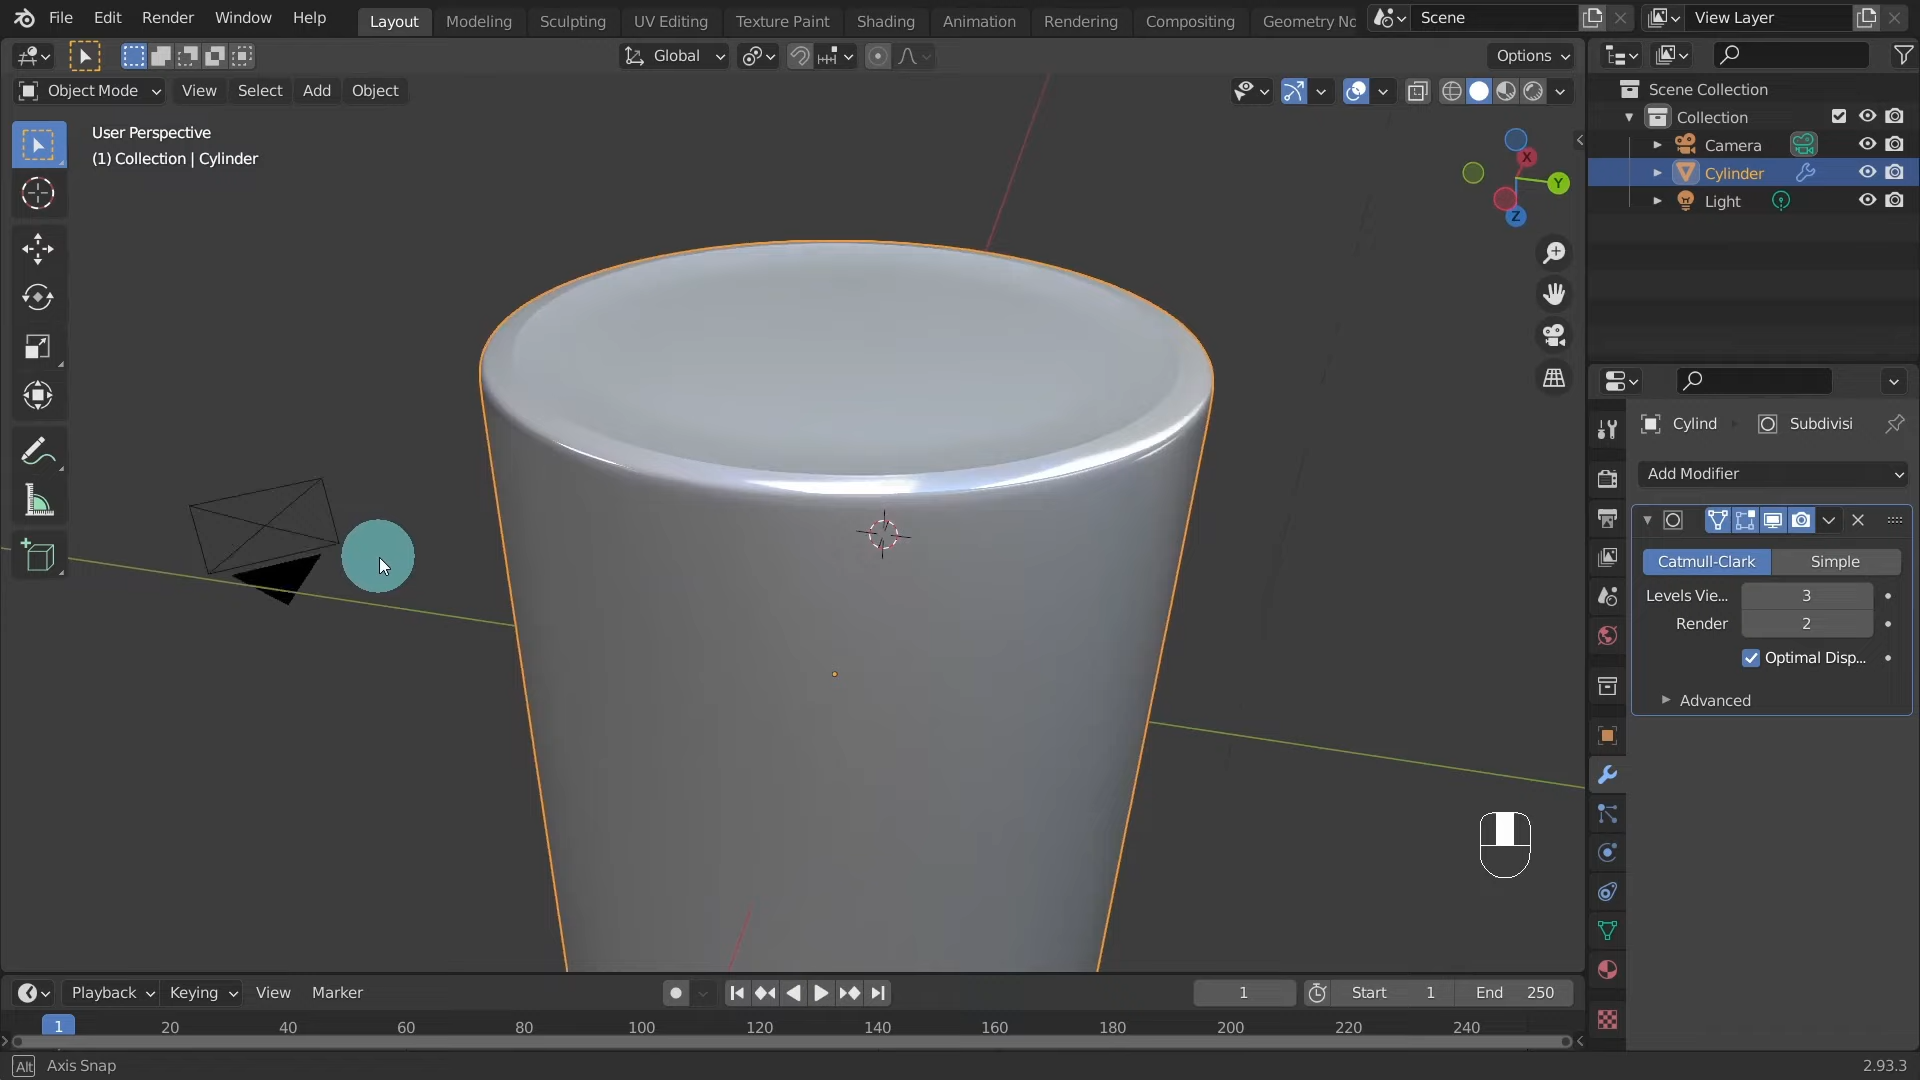 File Edit Render Window Help Layout Modeling Sculpting UV Editing Texture Paint Shading Animation Rendering Compositing Geometry No Scene View Layer
Global Options
Object Mode View Select Add Object
User Perspective
(1) Collection | Cylinder
X
Y
Z
Scene Collection
Collection
Camera
Cylinder
Light
Cylind Subdivisi
Add Modifier
Catmull-Clark Simple
Levels Vie... 3
Render 2
Optimal Disp...
Advanced
Playback Keying View Marker 1 Start 1 End 250
1 20 40 60 80 100 120 140 160 180 200 220 240
Alt Axis Snap 2.93.3